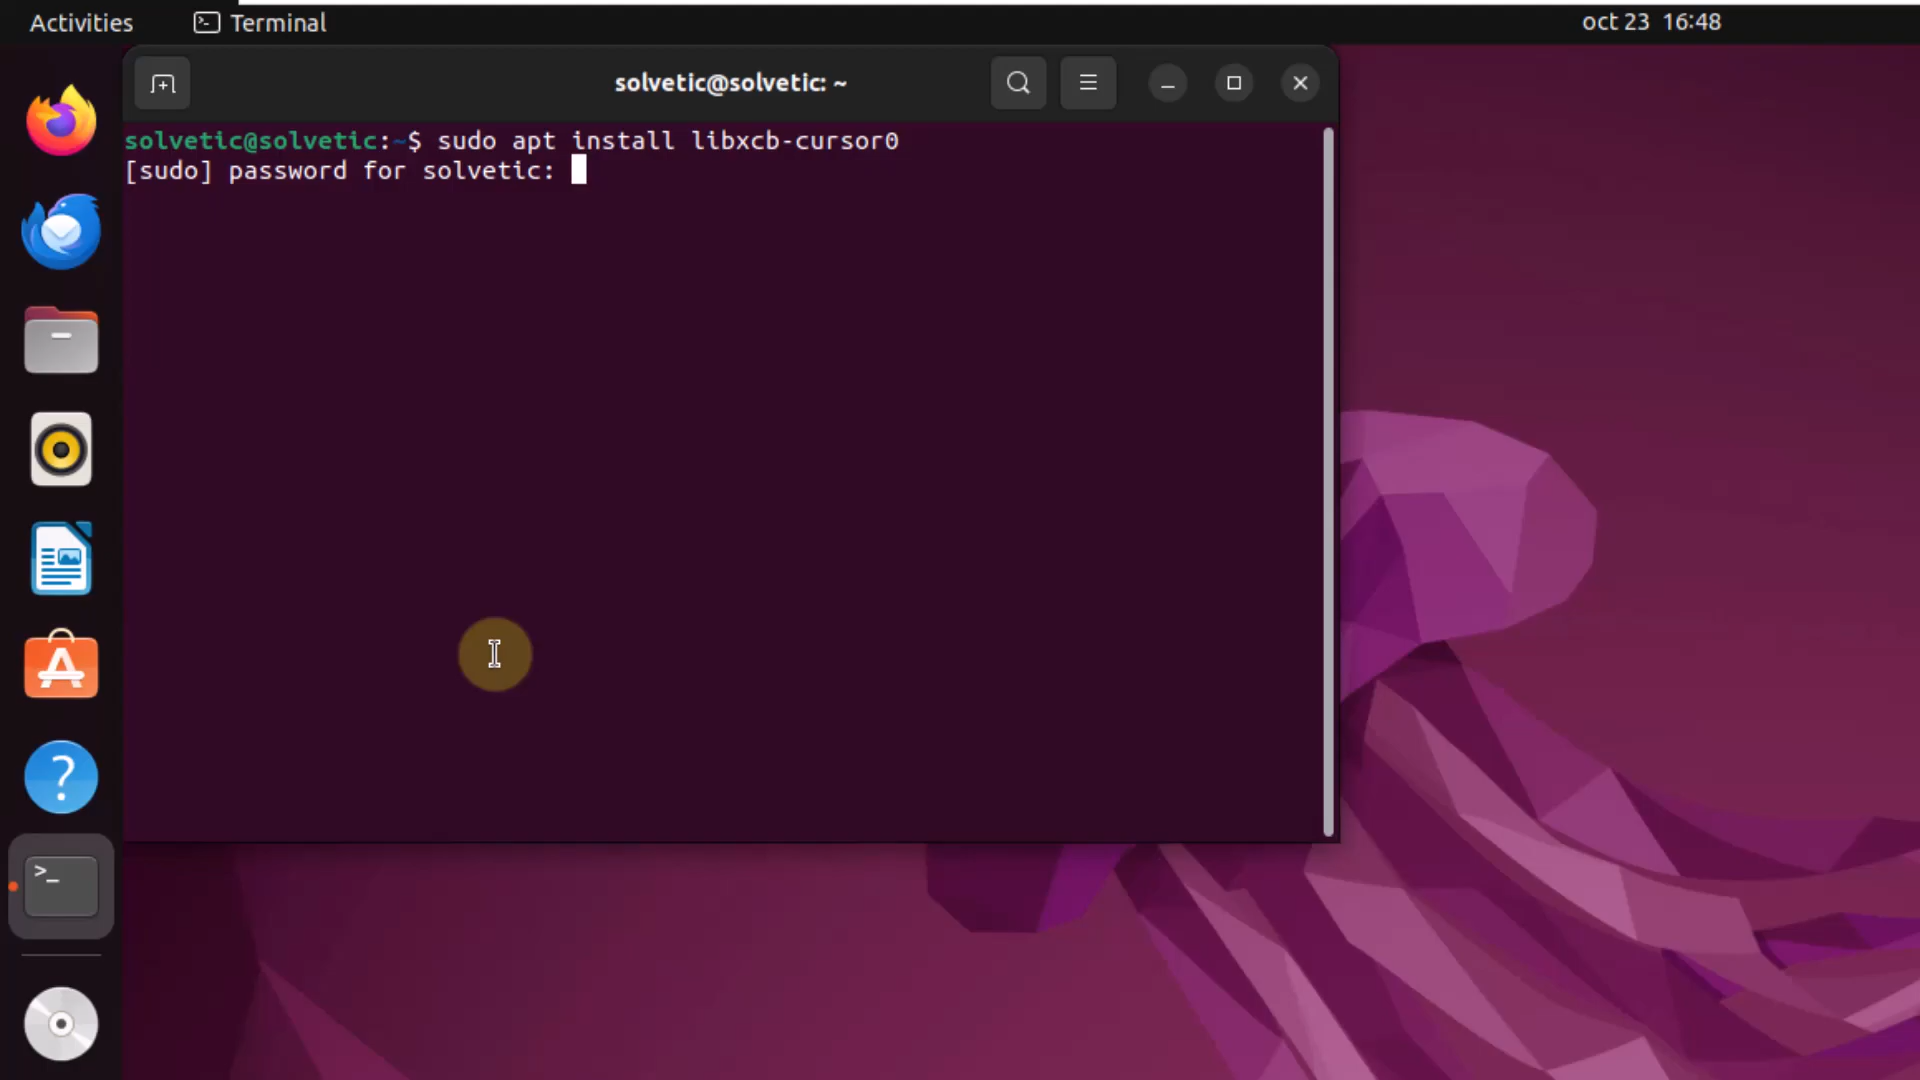 Activities
Terminal
oct 23 16:48
solvetic@solvetic: ~
solvetic@solvetic:~$ sudo apt install libxcb-cursor0
[sudo] password for solvetic:
>_